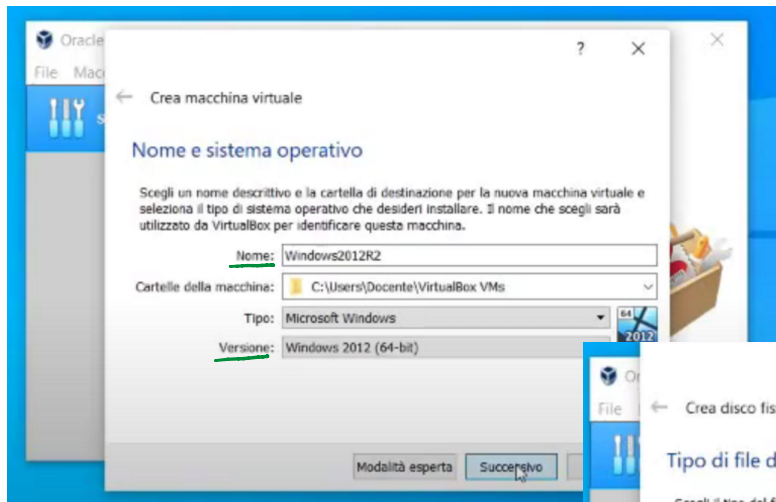 Oracle
File Mac
? ×
← Crea macchina virtuale
Nome e sistema operativo
Scegli un nome descrittivo e la cartella di destinazione per la nuova macchina virtuale e
seleziona il tipo di sistema operativo che desideri installare. Il nome che scegli sarà
utilizzato da VirtualBox per identificare questa macchina.
Nome: Windows2012R2
Cartelle della macchina: C:\Users\Docente\VirtualBox VMs
Tipo: Microsoft Windows
64
2012
Versione: Windows 2012 (64-bit)
Modalità esperta Successivo
Or
File
← Crea disco fis
Tipo di file d